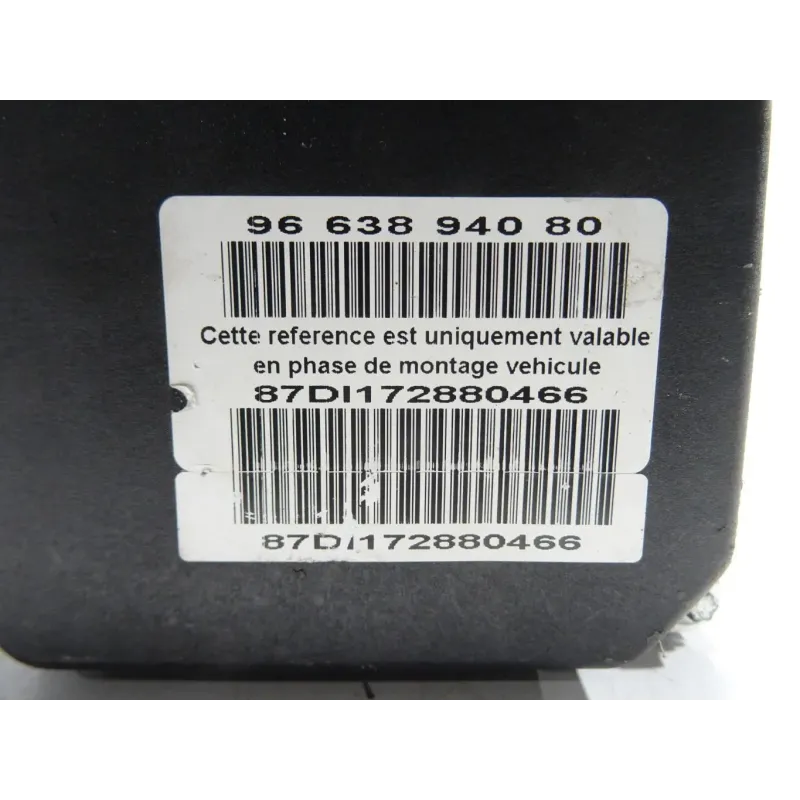 96 638 940 80
Cette reference est uniquement valable
en phase de montage vehicule
87DI172880466
87DI172880466